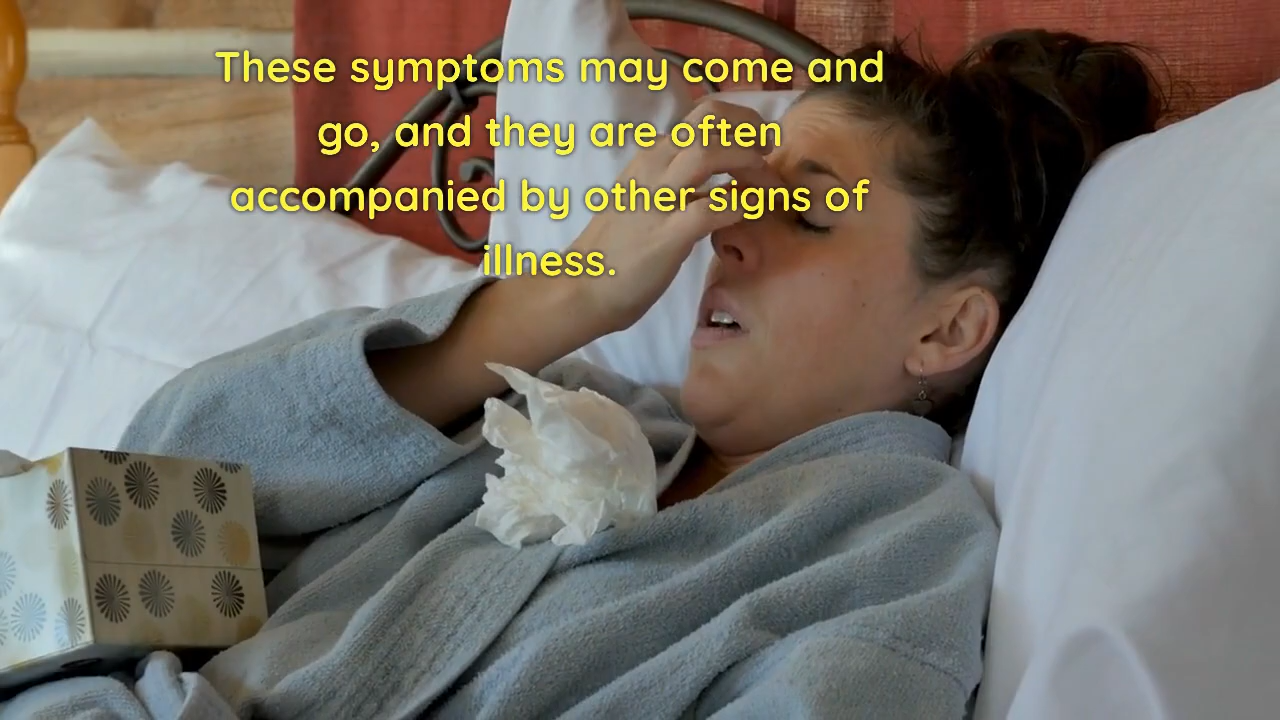 These symptoms may come and
go, and they are often
accompanied by other signs of
illness.